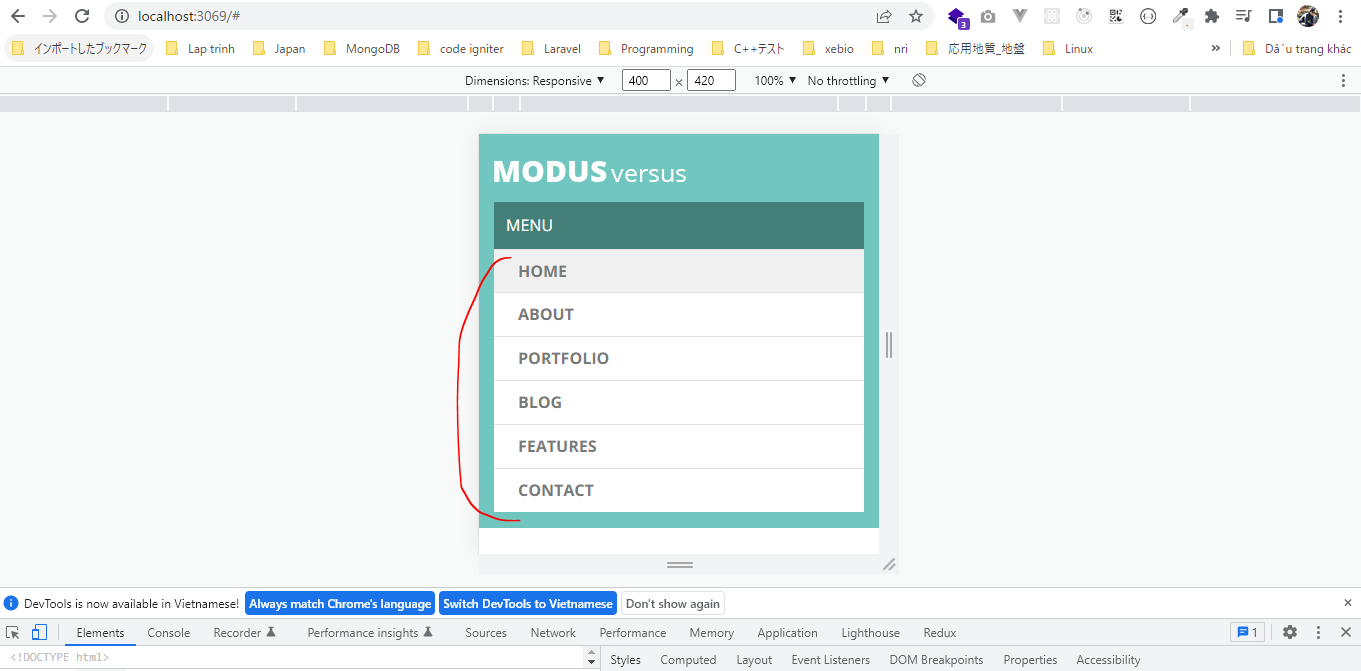 localhost:3069/#
3
インポートしたブックマーク Lap trinh Japan MongoDB code igniter Laravel Programming C++テスト xebio nri 応用地質_地盤 Linux » Dấu trang khác
Dimensions: Responsive ▼ 400 × 420 100% ▼ No throttling ▼
MODUS versus
MENU
HOME
ABOUT
PORTFOLIO
BLOG
FEATURES
CONTACT
DevTools is now available in Vietnamese! Always match Chrome's language Switch DevTools to Vietnamese Don't show again
Elements Console Recorder Performance insights Sources Network Performance Memory Application Lighthouse Redux 1
<!DOCTYPE html> Styles Computed Layout Event Listeners DOM Breakpoints Properties Accessibility